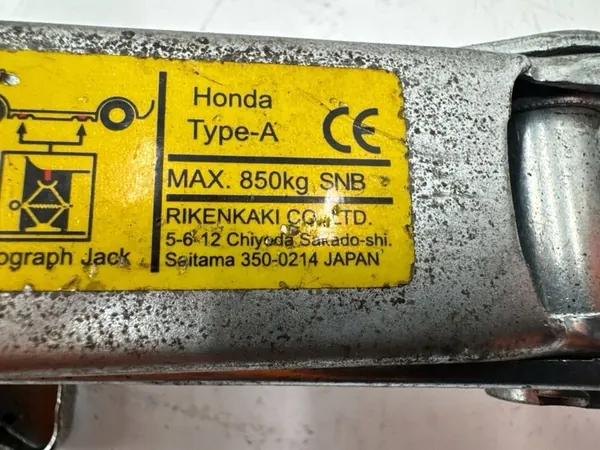 Honda
Type-A
CE
MAX. 850kg SNB
RIKENKAKI CO., LTD.
5-6-12 Chiyoda Sakado-shi.
Saitama 350-0214 JAPAN
ograph Jack